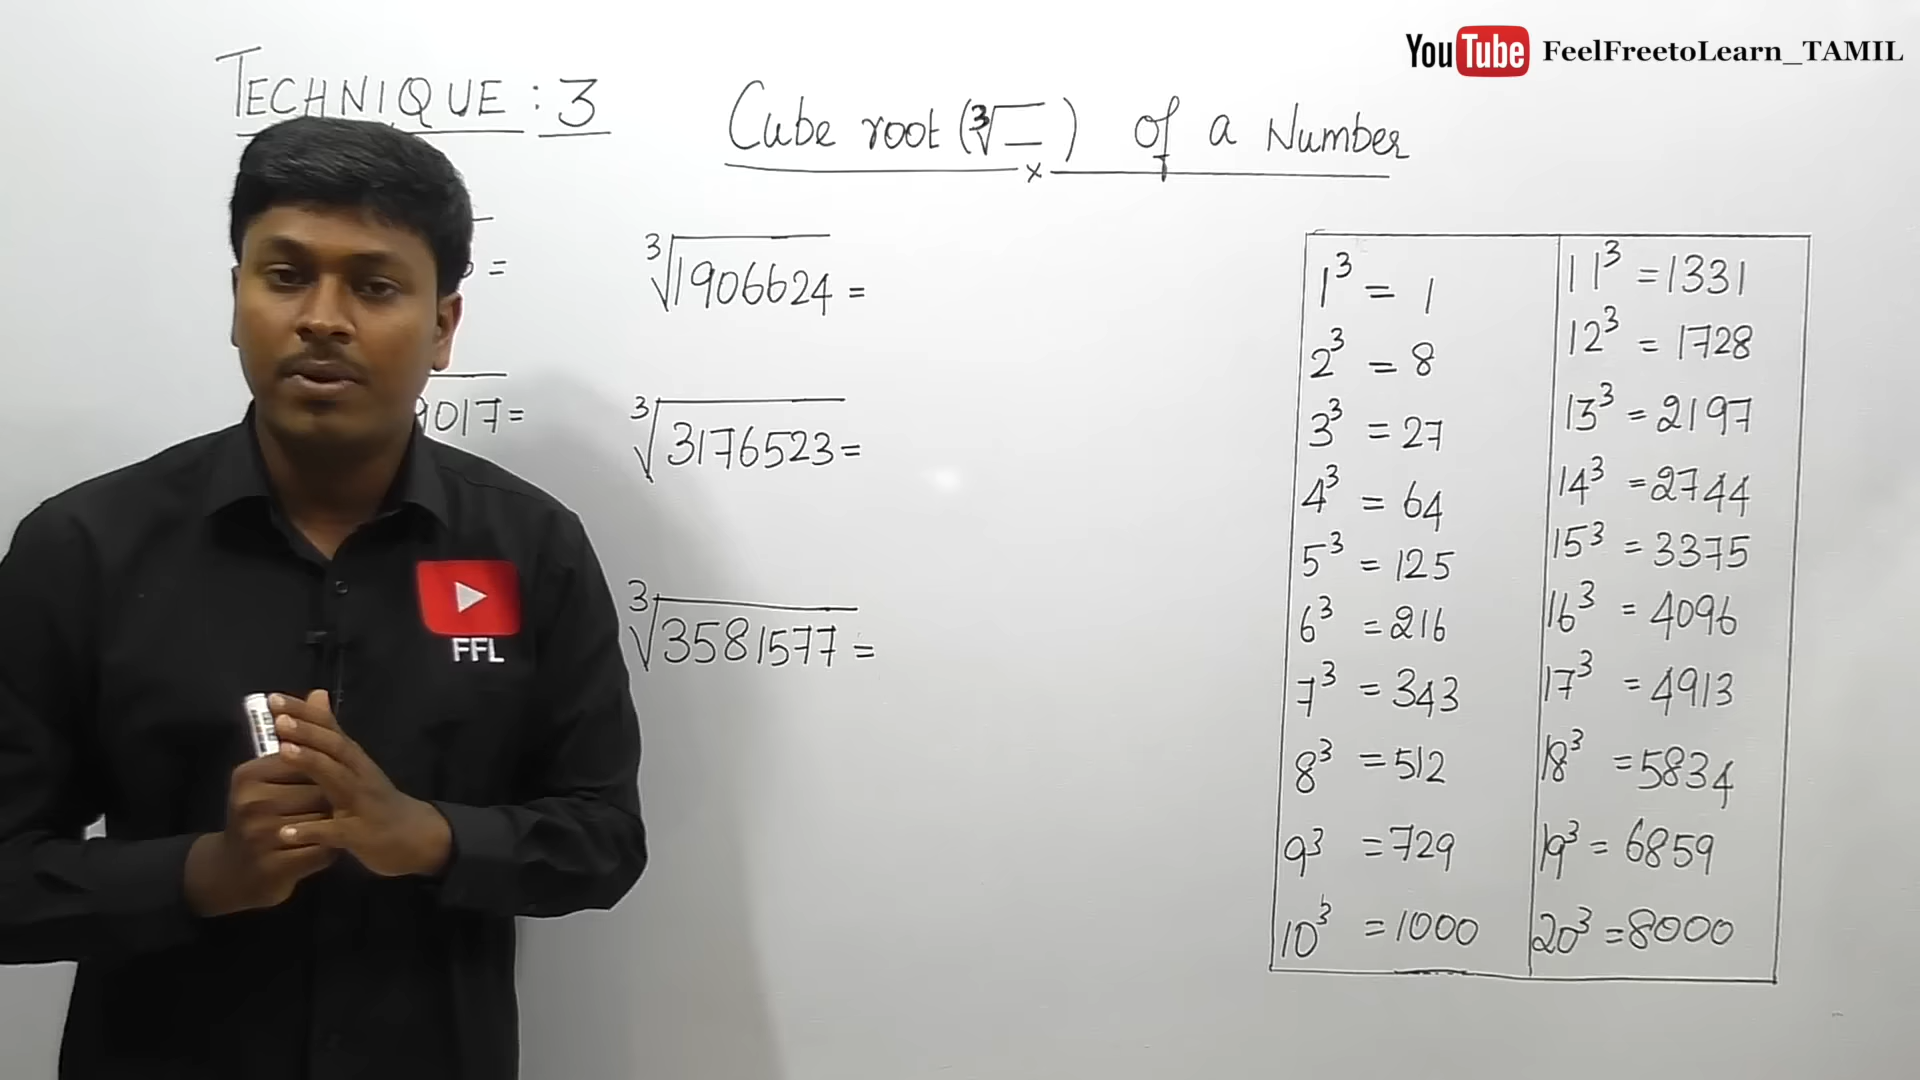 YouTube FeelFreetoLearn_TAMIL
TECHNIQUE : 3
Cube root (∛‾) of a Number
=
9017=
∛1906624 =
∛3176523=
∛3581577 =
FFL
1³ = 1
2³ = 8
3³ = 27
4³ = 64
5³ = 125
6³ = 216
7³ = 343
8³ = 512
9³ = 729
10³ = 1000
11³ = 1331
12³ = 1728
13³ = 2197
14³ = 2744
15³ = 3375
16³ = 4096
17³ = 4913
18³ = 5834
19³ = 6859
20³ = 8000